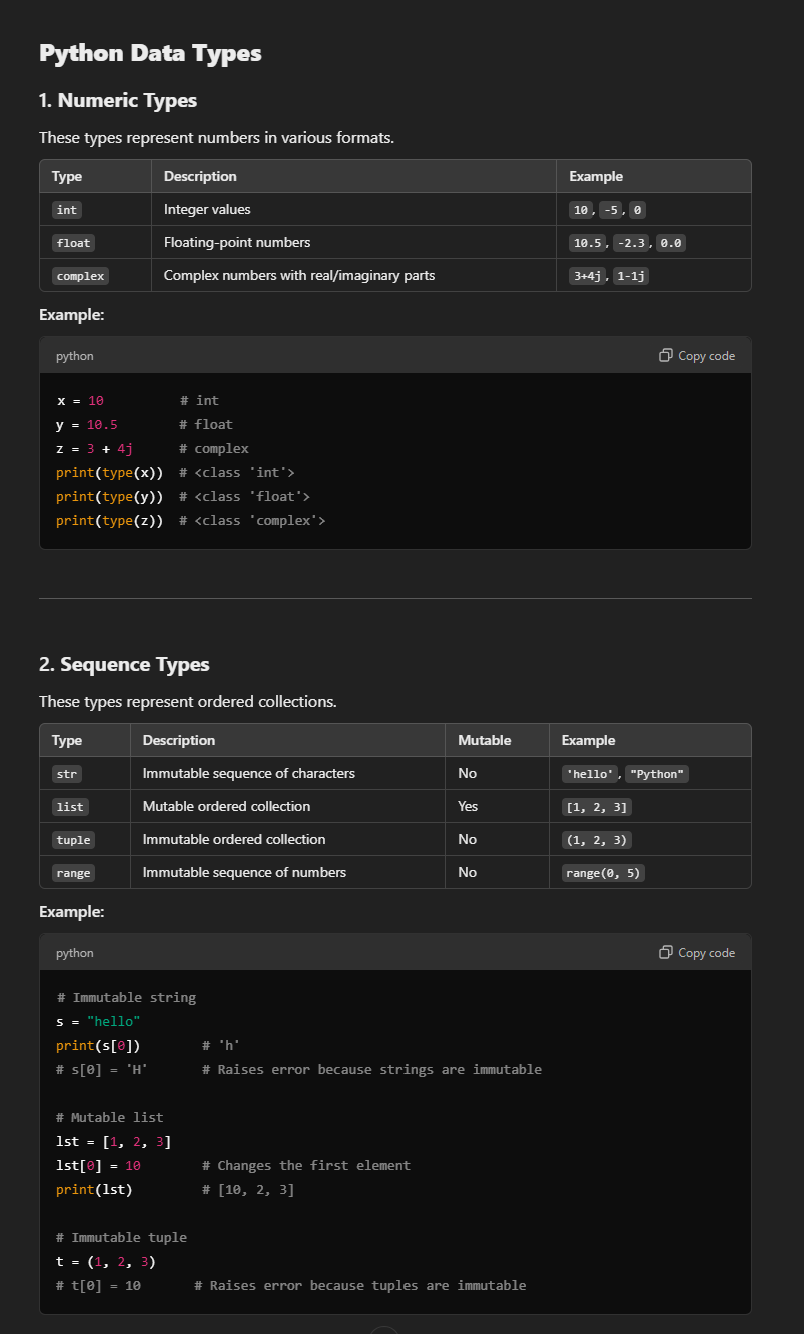 Python Data Types
1. Numeric Types
These types represent numbers in various formats.
Type Description Example
int Integer values 10, -5, 0
float Floating-point numbers 10.5, -2.3, 0.0
complex Complex numbers with real/imaginary parts 3+4j, 1-1j
Example:
python Copy code
x = 10          # int
y = 10.5        # float
z = 3 + 4j      # complex
print(type(x))  # <class 'int'>
print(type(y))  # <class 'float'>
print(type(z))  # <class 'complex'>
2. Sequence Types
These types represent ordered collections.
Type Description Mutable Example
str Immutable sequence of characters No 'hello', "Python"
list Mutable ordered collection Yes [1, 2, 3]
tuple Immutable ordered collection No (1, 2, 3)
range Immutable sequence of numbers No range(0, 5)
Example:
python Copy code
# Immutable string
s = "hello"
print(s[0])        # 'h'
# s[0] = 'H'       # Raises error because strings are immutable
# Mutable list
lst = [1, 2, 3]
lst[0] = 10        # Changes the first element
print(lst)         # [10, 2, 3]
# Immutable tuple
t = (1, 2, 3)
# t[0] = 10       # Raises error because tuples are immutable